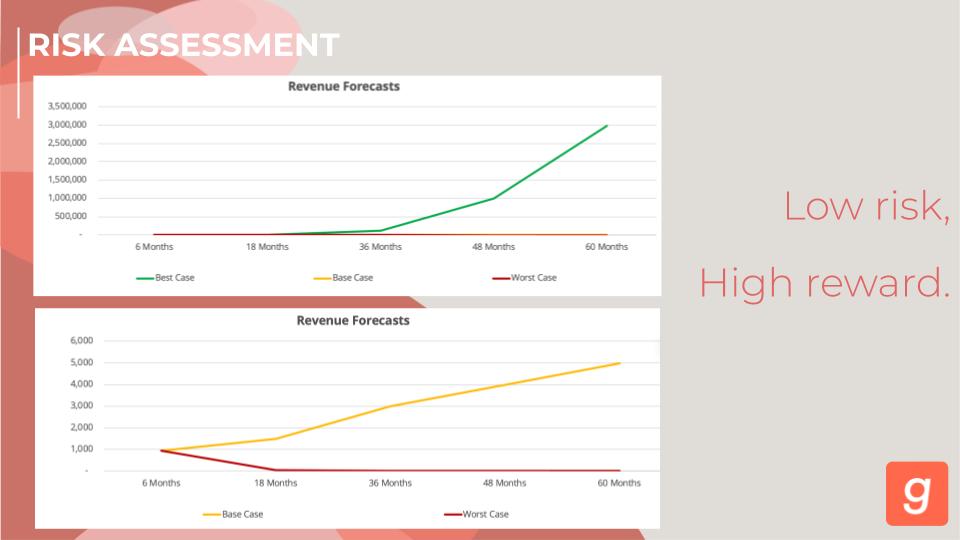 RISK ASSESSMENT
Revenue Forecasts
3,500,000
3,000,000
2,500,000
2,000,000
1,500,000
1,000,000
500,000
-
6 Months 18 Months 36 Months 48 Months 60 Months
Best Case Base Case Worst Case
Low risk,
High reward.
Revenue Forecasts
6,000
5,000
4,000
3,000
2,000
1,000
-
6 Months 18 Months 36 Months 48 Months 60 Months
Base Case Worst Case
g